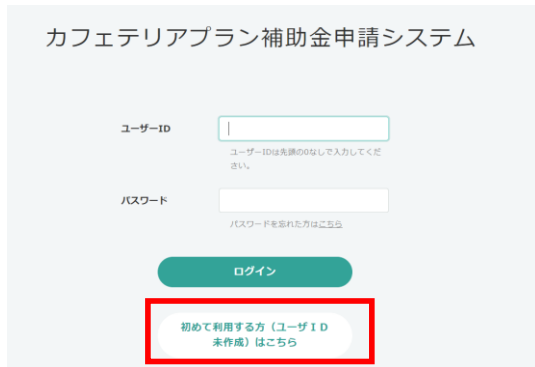 カフェテリアプラン補助金申請システム
ユーザーID
ユーザーIDは先頭の0なしで入力してくだ
さい。
パスワード
パスワードを忘れた方はこちら
ログイン
初めて利用する方（ユーザＩＤ
未作成）はこちら